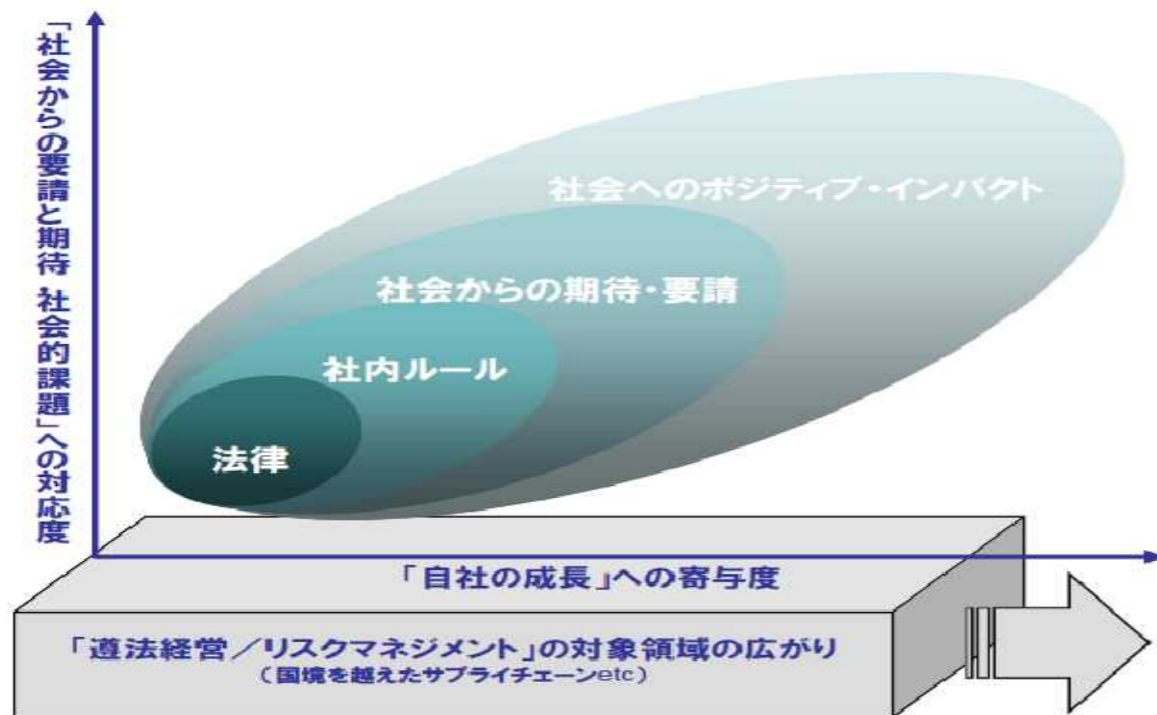 「社会からの要請と期待,社会的課題」への対応度
社会へのポジティブ・インパクト
社会からの期待・要請
社内ルール
法律
「自社の成長」への寄与度
「遵法経営/リスクマネジメント」の対象領域の広がり
(国境を越えたサプライチェーンetc)